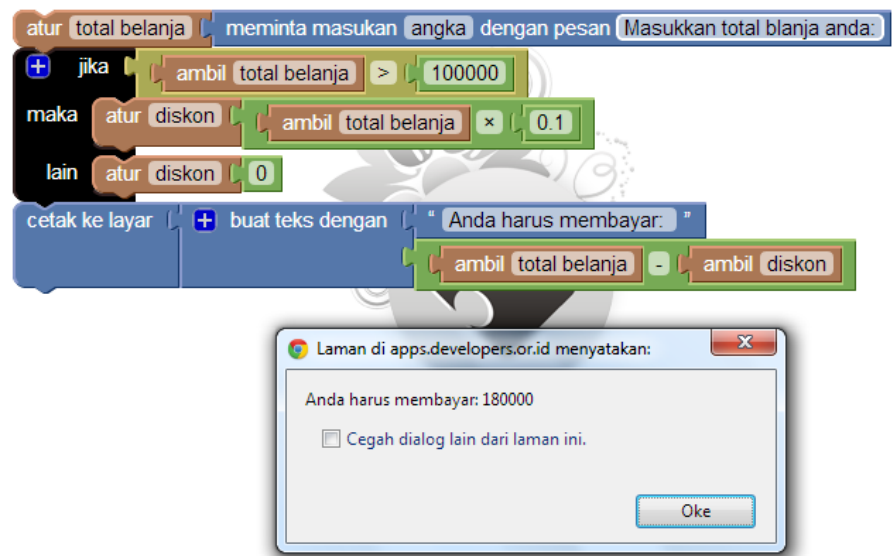 atur total belanja meminta masukan angka dengan pesan Masukkan total blanja anda:
jika ambil total belanja > 100000
maka atur diskon ambil total belanja × 0.1
lain atur diskon 0
cetak ke layar buat teks dengan “ Anda harus membayar: ”
ambil total belanja - ambil diskon
Laman di apps.developers.or.id menyatakan:
Anda harus membayar: 180000
Cegah dialog lain dari laman ini.
Oke